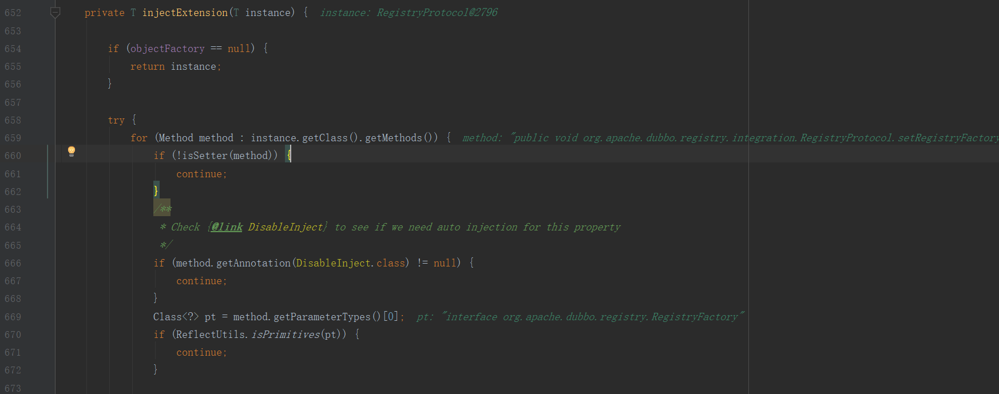 652 private T injectExtension(T instance) { instance: RegistryProtocol@2796
653
654 if (objectFactory == null) {
655 return instance;
656 }
657
658 try {
659 for (Method method : instance.getClass().getMethods()) { method: "public void org.apache.dubbo.registry.integration.RegistryProtocol.setRegistryFactory
660 if (!isSetter(method)) {
661 continue;
662 }
663 /**
664 * Check {@link DisableInject} to see if we need auto injection for this property
665 */
666 if (method.getAnnotation(DisableInject.class) != null) {
667 continue;
668 }
669 Class<?> pt = method.getParameterTypes()[0]; pt: "interface org.apache.dubbo.registry.RegistryFactory"
670 if (ReflectUtils.isPrimitives(pt)) {
671 continue;
672 }
673